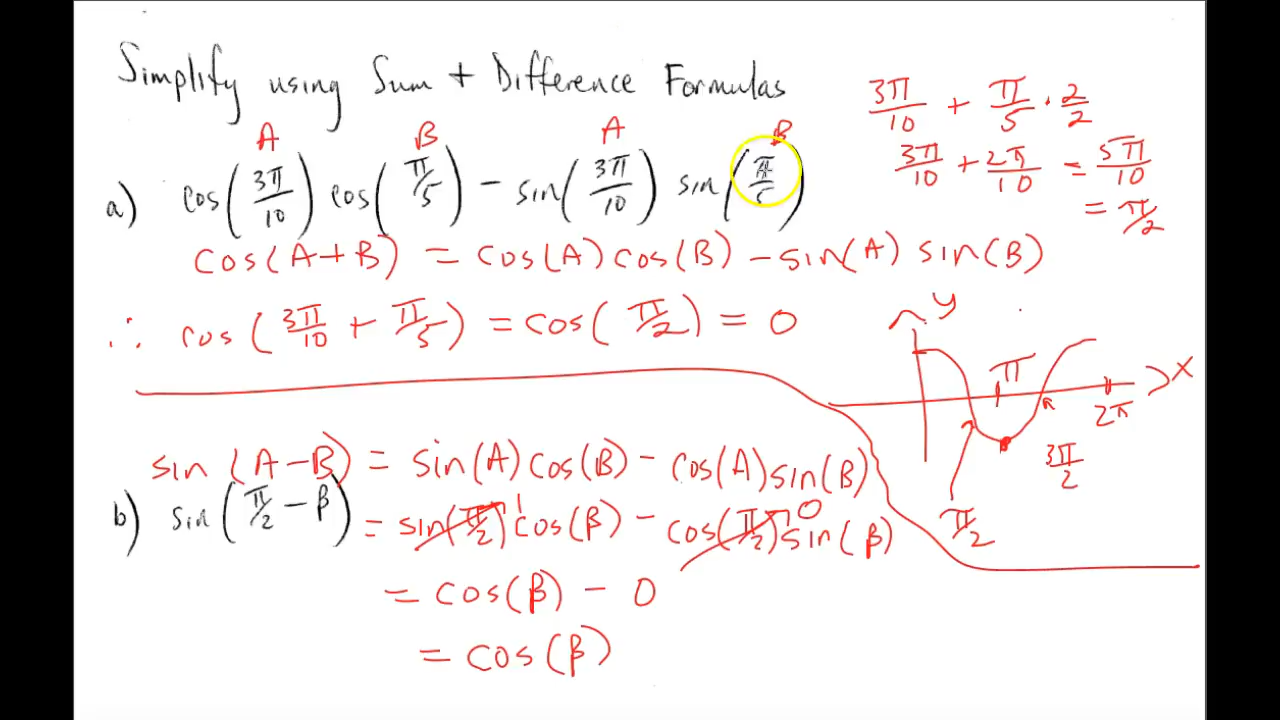 Simplify using Sum + Difference Formulas
A B A B
a) cos(3π/10) cos(π/5) − sin(3π/10) sin(π/5)
cos(A+B) = cos(A)cos(B) − sin(A) sin(B)
∴ cos(3π/10 + π/5) = cos(π/2) = 0
3π/10 + π/5 · 2/2
3π/10 + 2π/10 = 5π/10
= π/2
y
π
x
2π
3π/2
π/2
sin(A−B) = sin(A)cos(B) − cos(A)sin(B)
b) sin(π/2 − β) = sin(π/2) 1 cos(β) − cos(π/2) 0 sin(β)
= cos(β) − 0
= cos(β)